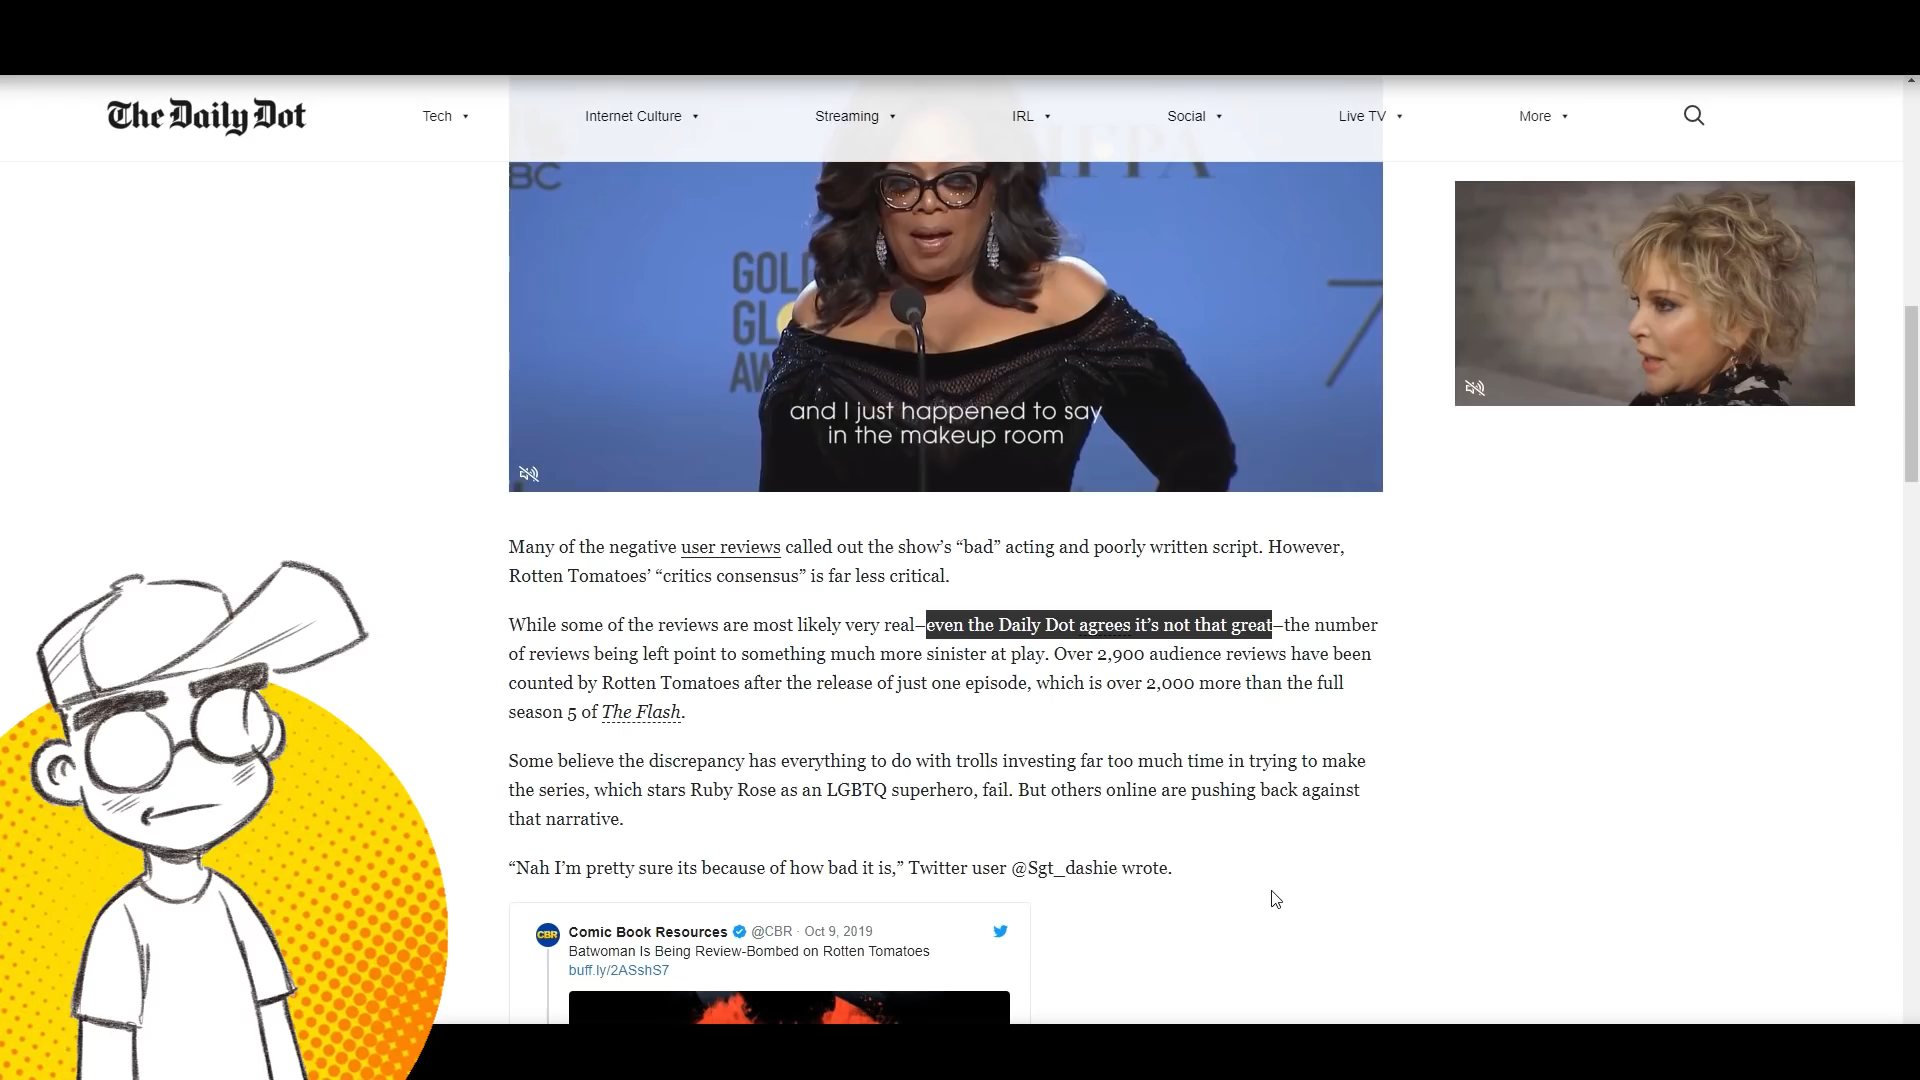 The Daily Dot
Tech
Internet Culture
Streaming
IRL
Social
Live TV
More
BC
HFPA
GOL
GL
AW
7
and I just happened to say
in the makeup room
Many of the negative user reviews called out the show’s “bad” acting and poorly written script. However,
Rotten Tomatoes’ “critics consensus” is far less critical.
While some of the reviews are most likely very real–even the Daily Dot agrees it’s not that great–the number
of reviews being left point to something much more sinister at play. Over 2,900 audience reviews have been
counted by Rotten Tomatoes after the release of just one episode, which is over 2,000 more than the full
season 5 of The Flash.
Some believe the discrepancy has everything to do with trolls investing far too much time in trying to make
the series, which stars Ruby Rose as an LGBTQ superhero, fail. But others online are pushing back against
that narrative.
“Nah I’m pretty sure its because of how bad it is,” Twitter user @Sgt_dashie wrote.
CBR
Comic Book Resources @CBR · Oct 9, 2019
Batwoman Is Being Review-Bombed on Rotten Tomatoes
buff.ly/2ASshS7